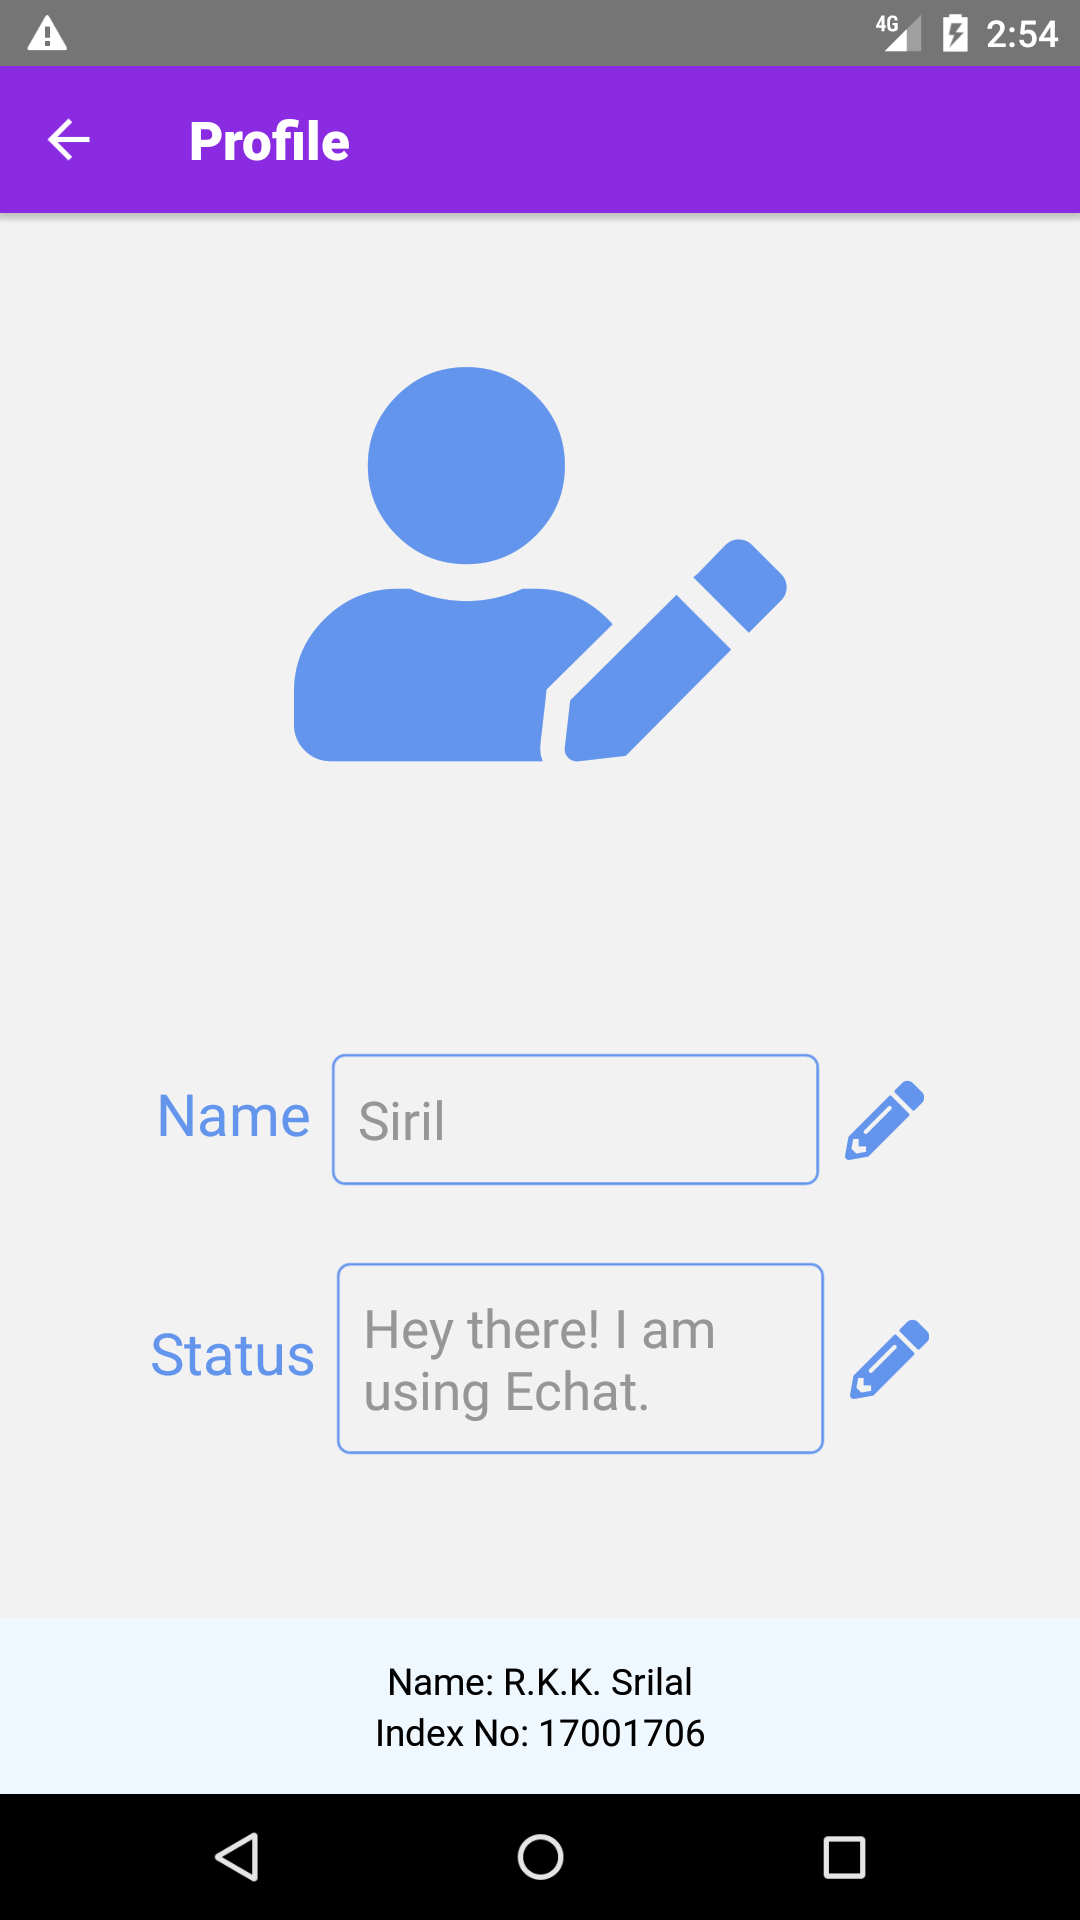 4G 2:54
Profile
Name Siril
Status Hey there! I am
using Echat.
Name: R.K.K. Srilal
Index No: 17001706